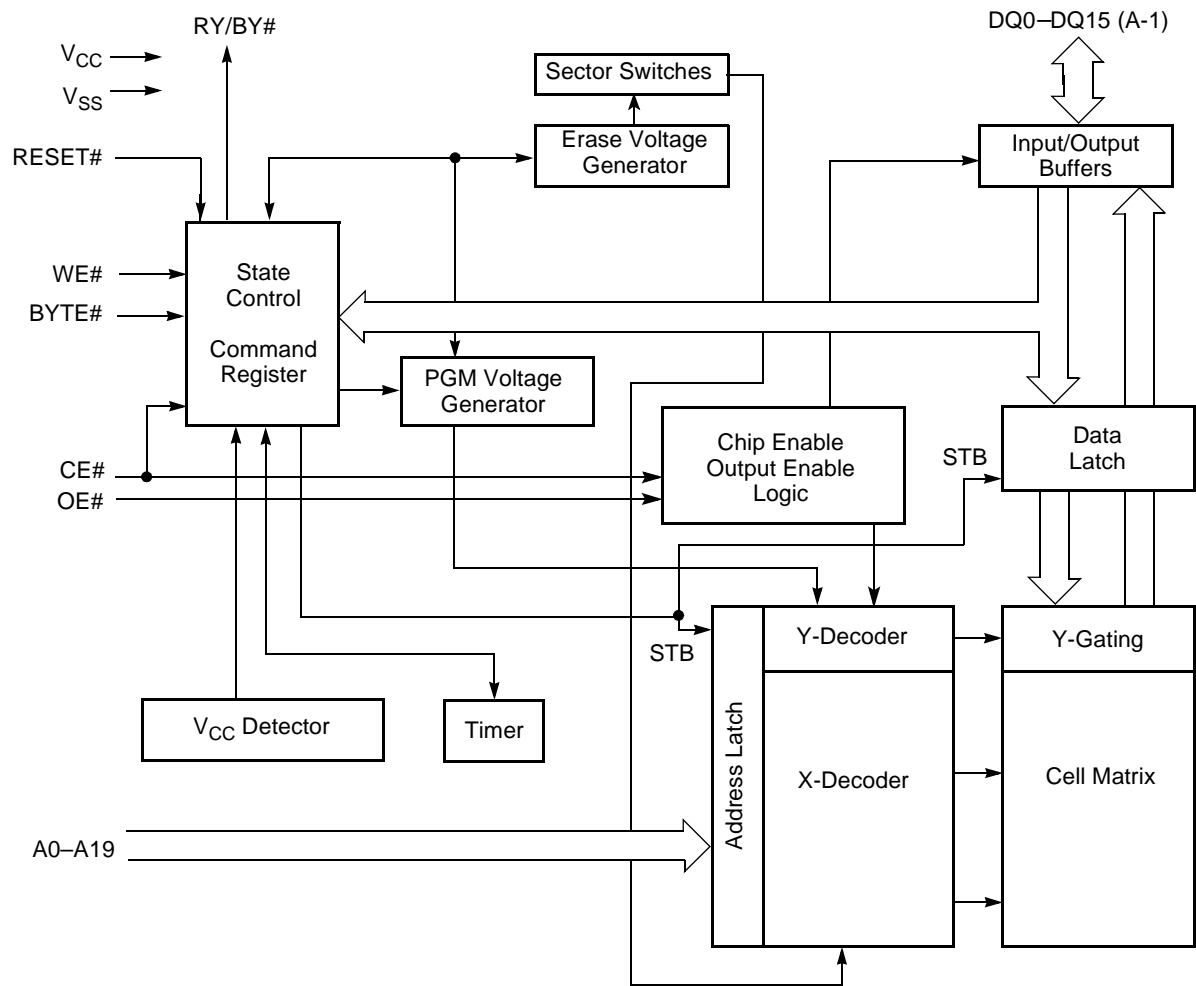 RY/BY#
DQ0–DQ15 (A-1)
VCC
VSS
Sector Switches
RESET#
Erase Voltage
Generator
Input/Output
Buffers
WE#
BYTE#
State
Control
Command
Register
PGM Voltage
Generator
Chip Enable
Output Enable
Logic
STB
Data
Latch
CE#
OE#
STB
Y-Decoder
Y-Gating
VCC Detector
Timer
Address Latch
X-Decoder
Cell Matrix
A0–A19